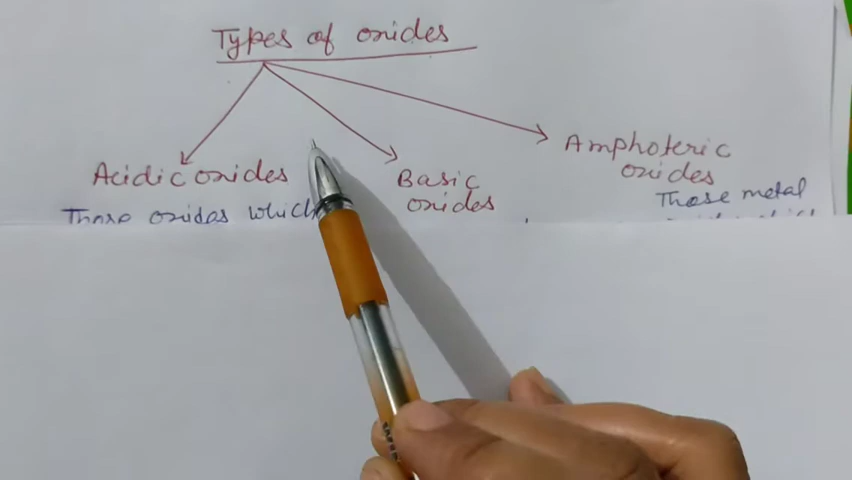 Types of oxides
Acidic oxides
Those oxides which
Basic
oxides
Amphoteric
oxides
Those metal